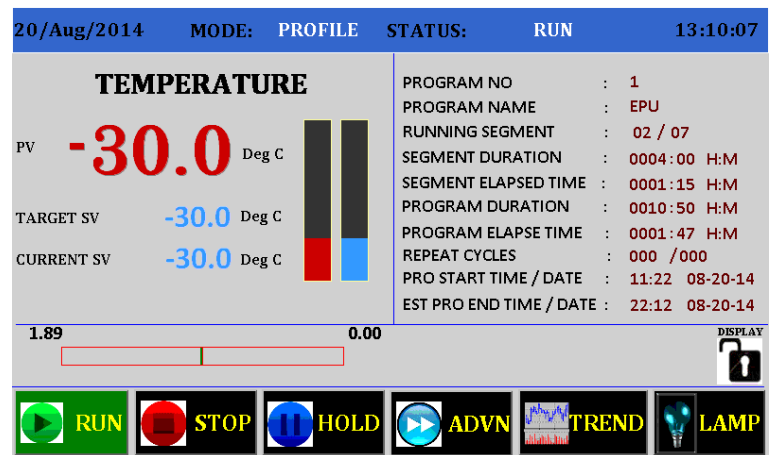 20/Aug/2014 MODE: PROFILE STATUS: RUN 13:10:07
TEMPERATURE
PV -30.0 Deg C
TARGET SV -30.0 Deg C
CURRENT SV -30.0 Deg C
PROGRAM NO : 1
PROGRAM NAME : EPU
RUNNING SEGMENT : 02 / 07
SEGMENT DURATION : 0004:00 H:M
SEGMENT ELAPSED TIME : 0001:15 H:M
PROGRAM DURATION : 0010:50 H:M
PROGRAM ELAPSE TIME : 0001:47 H:M
REPEAT CYCLES : 000 /000
PRO START TIME / DATE : 11:22 08-20-14
EST PRO END TIME / DATE : 22:12 08-20-14
1.89 0.00
DISPLAY
RUN STOP HOLD ADVN TREND LAMP